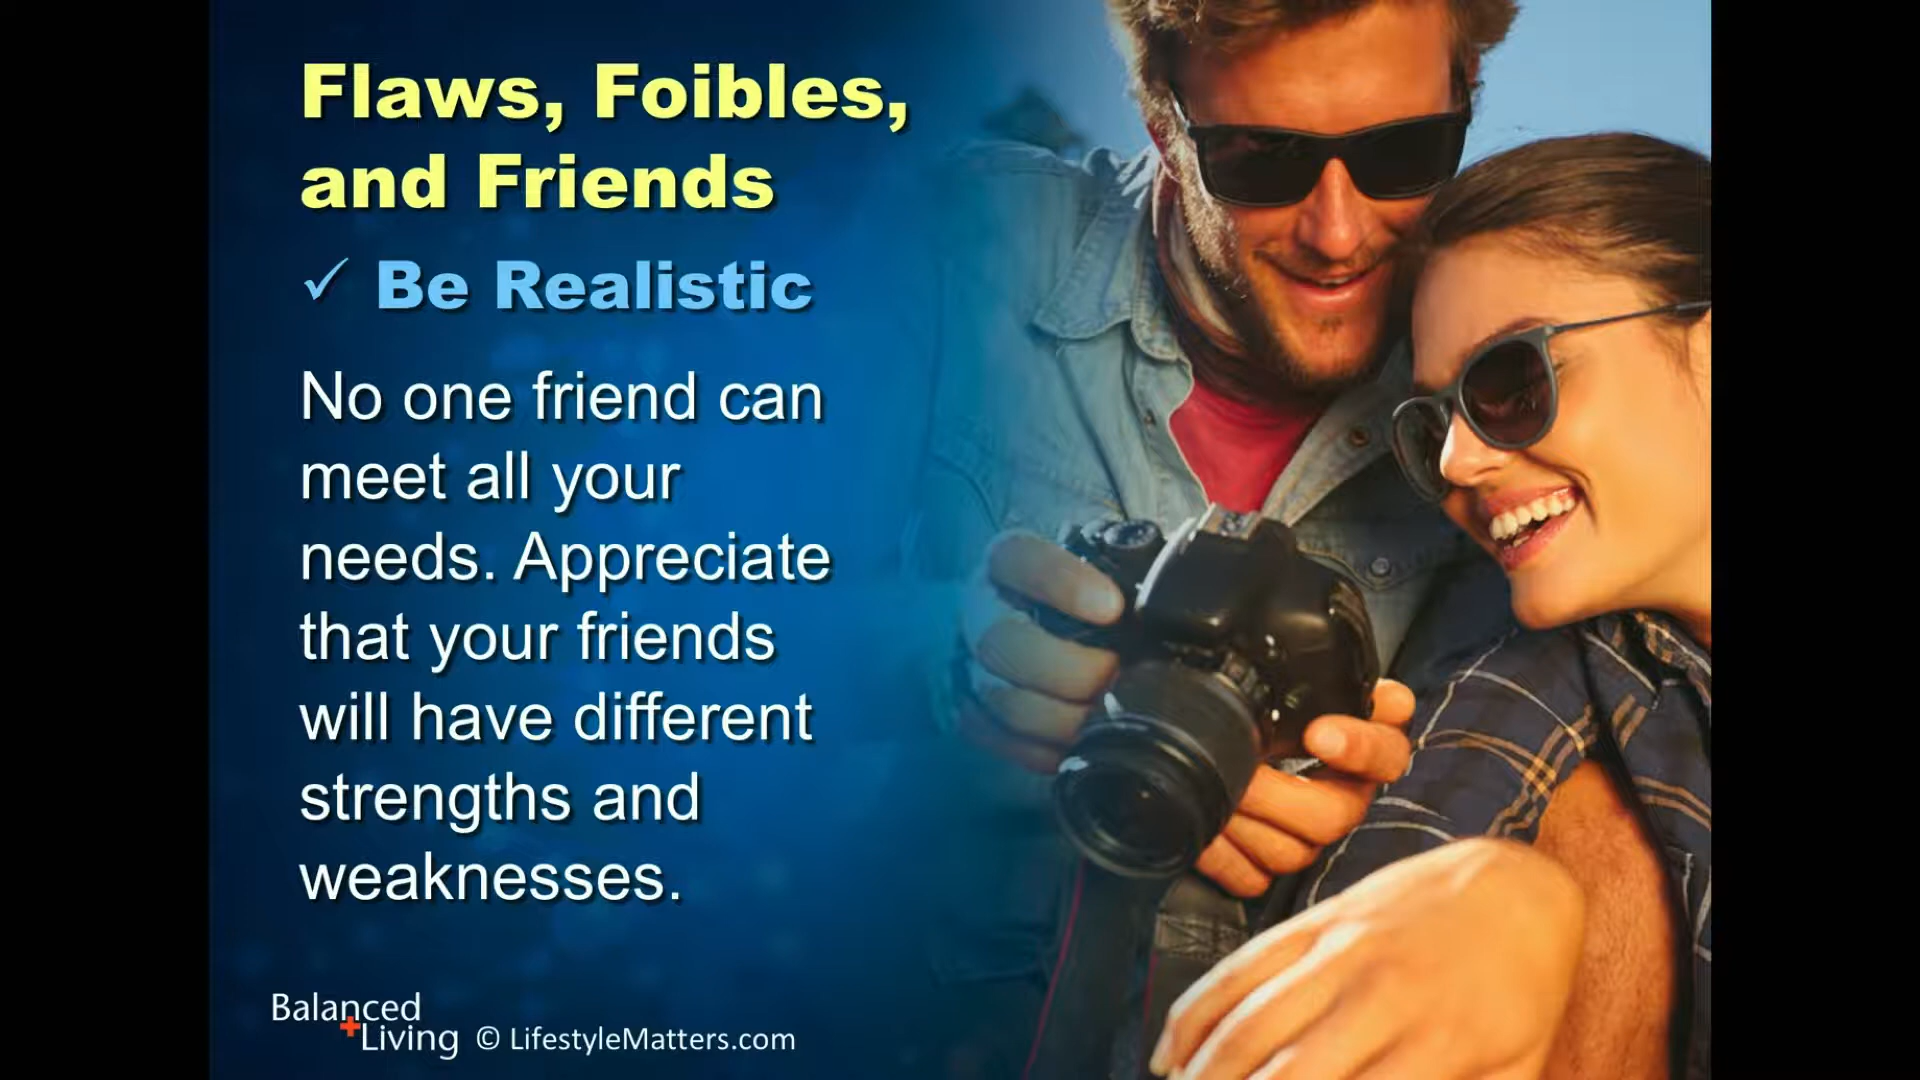 Flaws, Foibles,
and Friends
✓ Be Realistic
No one friend can
meet all your
needs. Appreciate
that your friends
will have different
strengths and
weaknesses.
Balanced
Living © LifestyleMatters.com